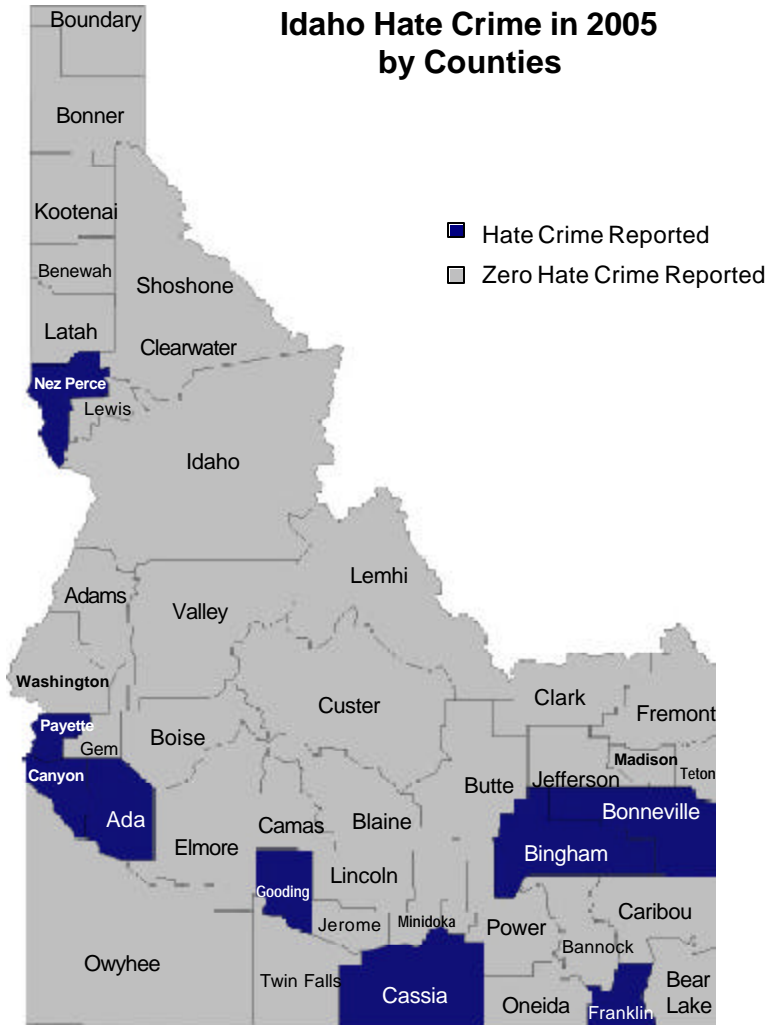 Idaho Hate Crime in 2005
by Counties
Boundary
Bonner
Kootenai
Hate Crime Reported
Benewah
Zero Hate Crime Reported
Shoshone
Latah
Clearwater
Nez Perce
Lewis
Idaho
Lemhi
Adams
Valley
Washington
Custer
Clark
Fremont
Payette
Boise
Gem
Madison
Canyon
Butte
Jefferson
Teton
Ada
Camas
Blaine
Bonneville
Elmore
Bingham
Gooding
Lincoln
Jerome
Minidoka
Power
Caribou
Bannock
Owyhee
Twin Falls
Cassia
Oneida
Franklin
Bear
Lake